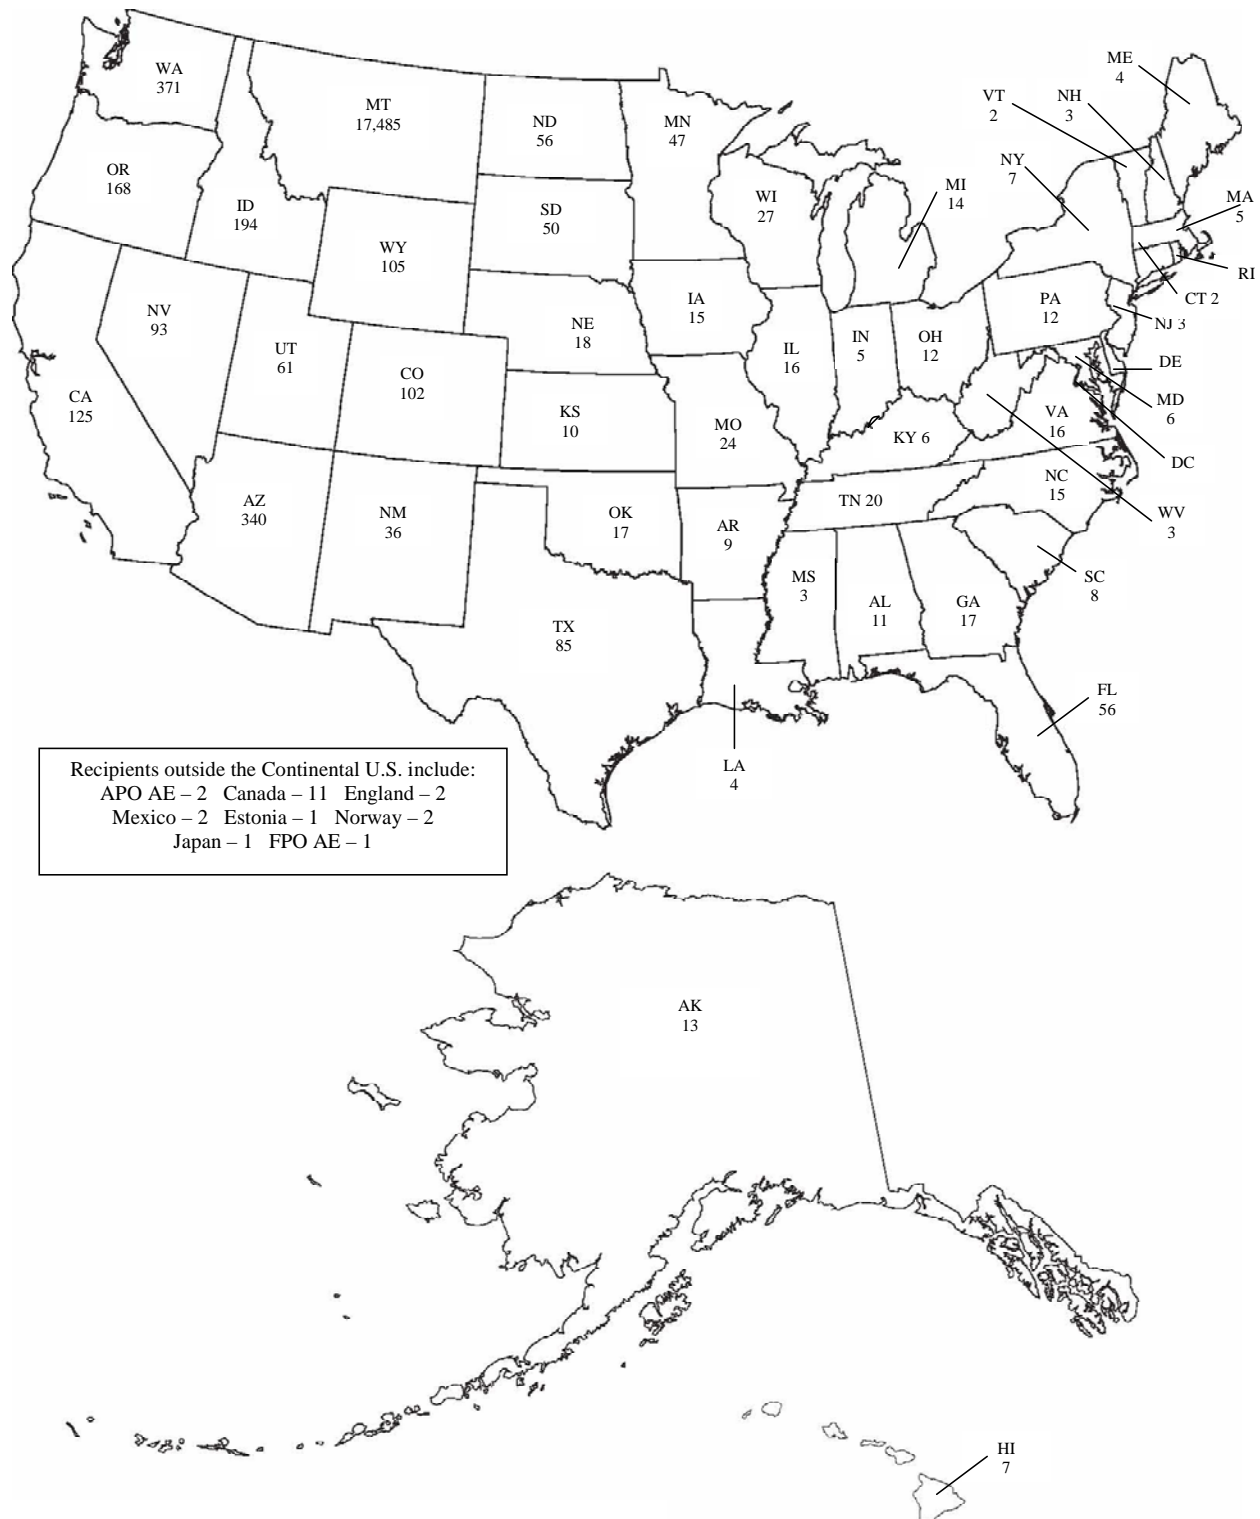 WA
371
MT
17,485
ND
56
MN
47
ME
4
VT
2
NH
3
OR
168
ID
194
SD
50
WI
27
MI
14
NY
7
MA
5
WY
105
RI
CT 2
NV
93
IA
15
PA
12
NJ 3
NE
18
UT
61
CO
102
IL
16
IN
5
OH
12
DE
CA
125
KS
10
MO
24
KY 6
VA
16
MD
6
DC
AZ
340
NM
36
OK
17
AR
9
TN 20
NC
15
WV
3
MS
3
AL
11
GA
17
SC
8
TX
85
FL
56
LA
4
Recipients outside the Continental U.S. include:
APO AE – 2 Canada – 11 England – 2
Mexico – 2 Estonia – 1 Norway – 2
Japan – 1 FPO AE – 1
AK
13
HI
7